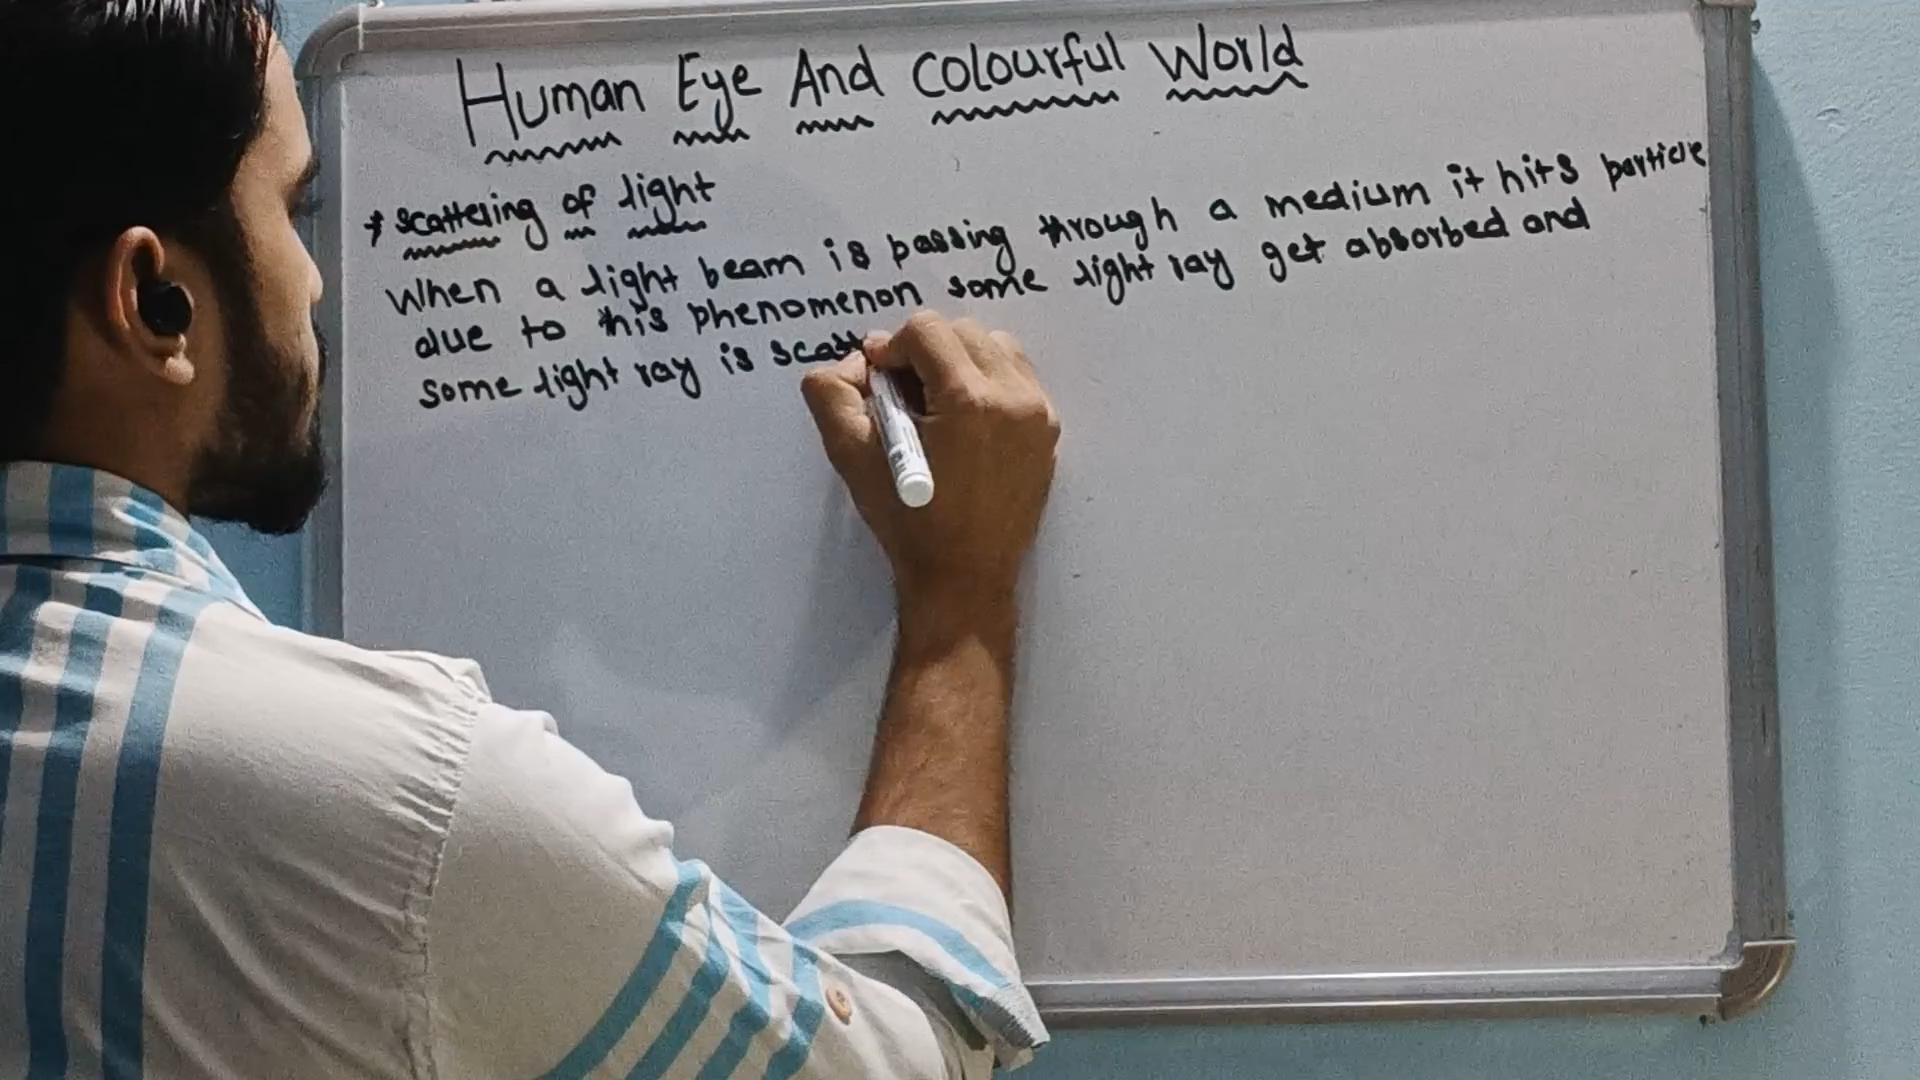 Human Eye And Colourful World
* scattering of light
When a light beam is passing through a medium it hits particle
due to this phenomenon some light ray get absorbed and
some light ray is scatt